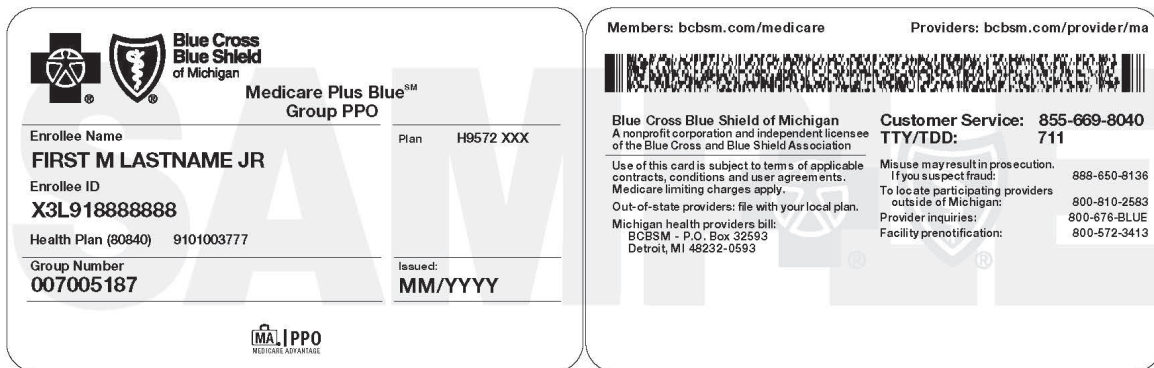 Blue Cross
Blue Shield
of Michigan
Medicare Plus Blue℠
Group PPO
Enrollee Name
FIRST M LASTNAME JR
Enrollee ID
X3L918888888
Health Plan (80840) 9101003777
Plan H9572 XXX
Group Number
007005187
Issued:
MM/YYYY
MA PPO
MEDICARE ADVANTAGE
Members: bcbsm.com/medicare Providers: bcbsm.com/provider/ma
Blue Cross Blue Shield of Michigan
A nonprofit corporation and independent licensee
of the Blue Cross and Blue Shield Association
Use of this card is subject to terms of applicable
contracts, conditions and user agreements.
Medicare limiting charges apply.
Out-of-state providers: file with your local plan.
Michigan health providers bill:
BCBSM - P.O. Box 32593
Detroit, MI 48232-0593
Customer Service: 855-669-8040
TTY/TDD: 711
Misuse may result in prosecution.
If you suspect fraud: 888-650-8136
To locate participating providers
outside of Michigan: 800-810-2583
Provider inquiries: 800-676-BLUE
Facility prenotification: 800-572-3413
SAMPLE